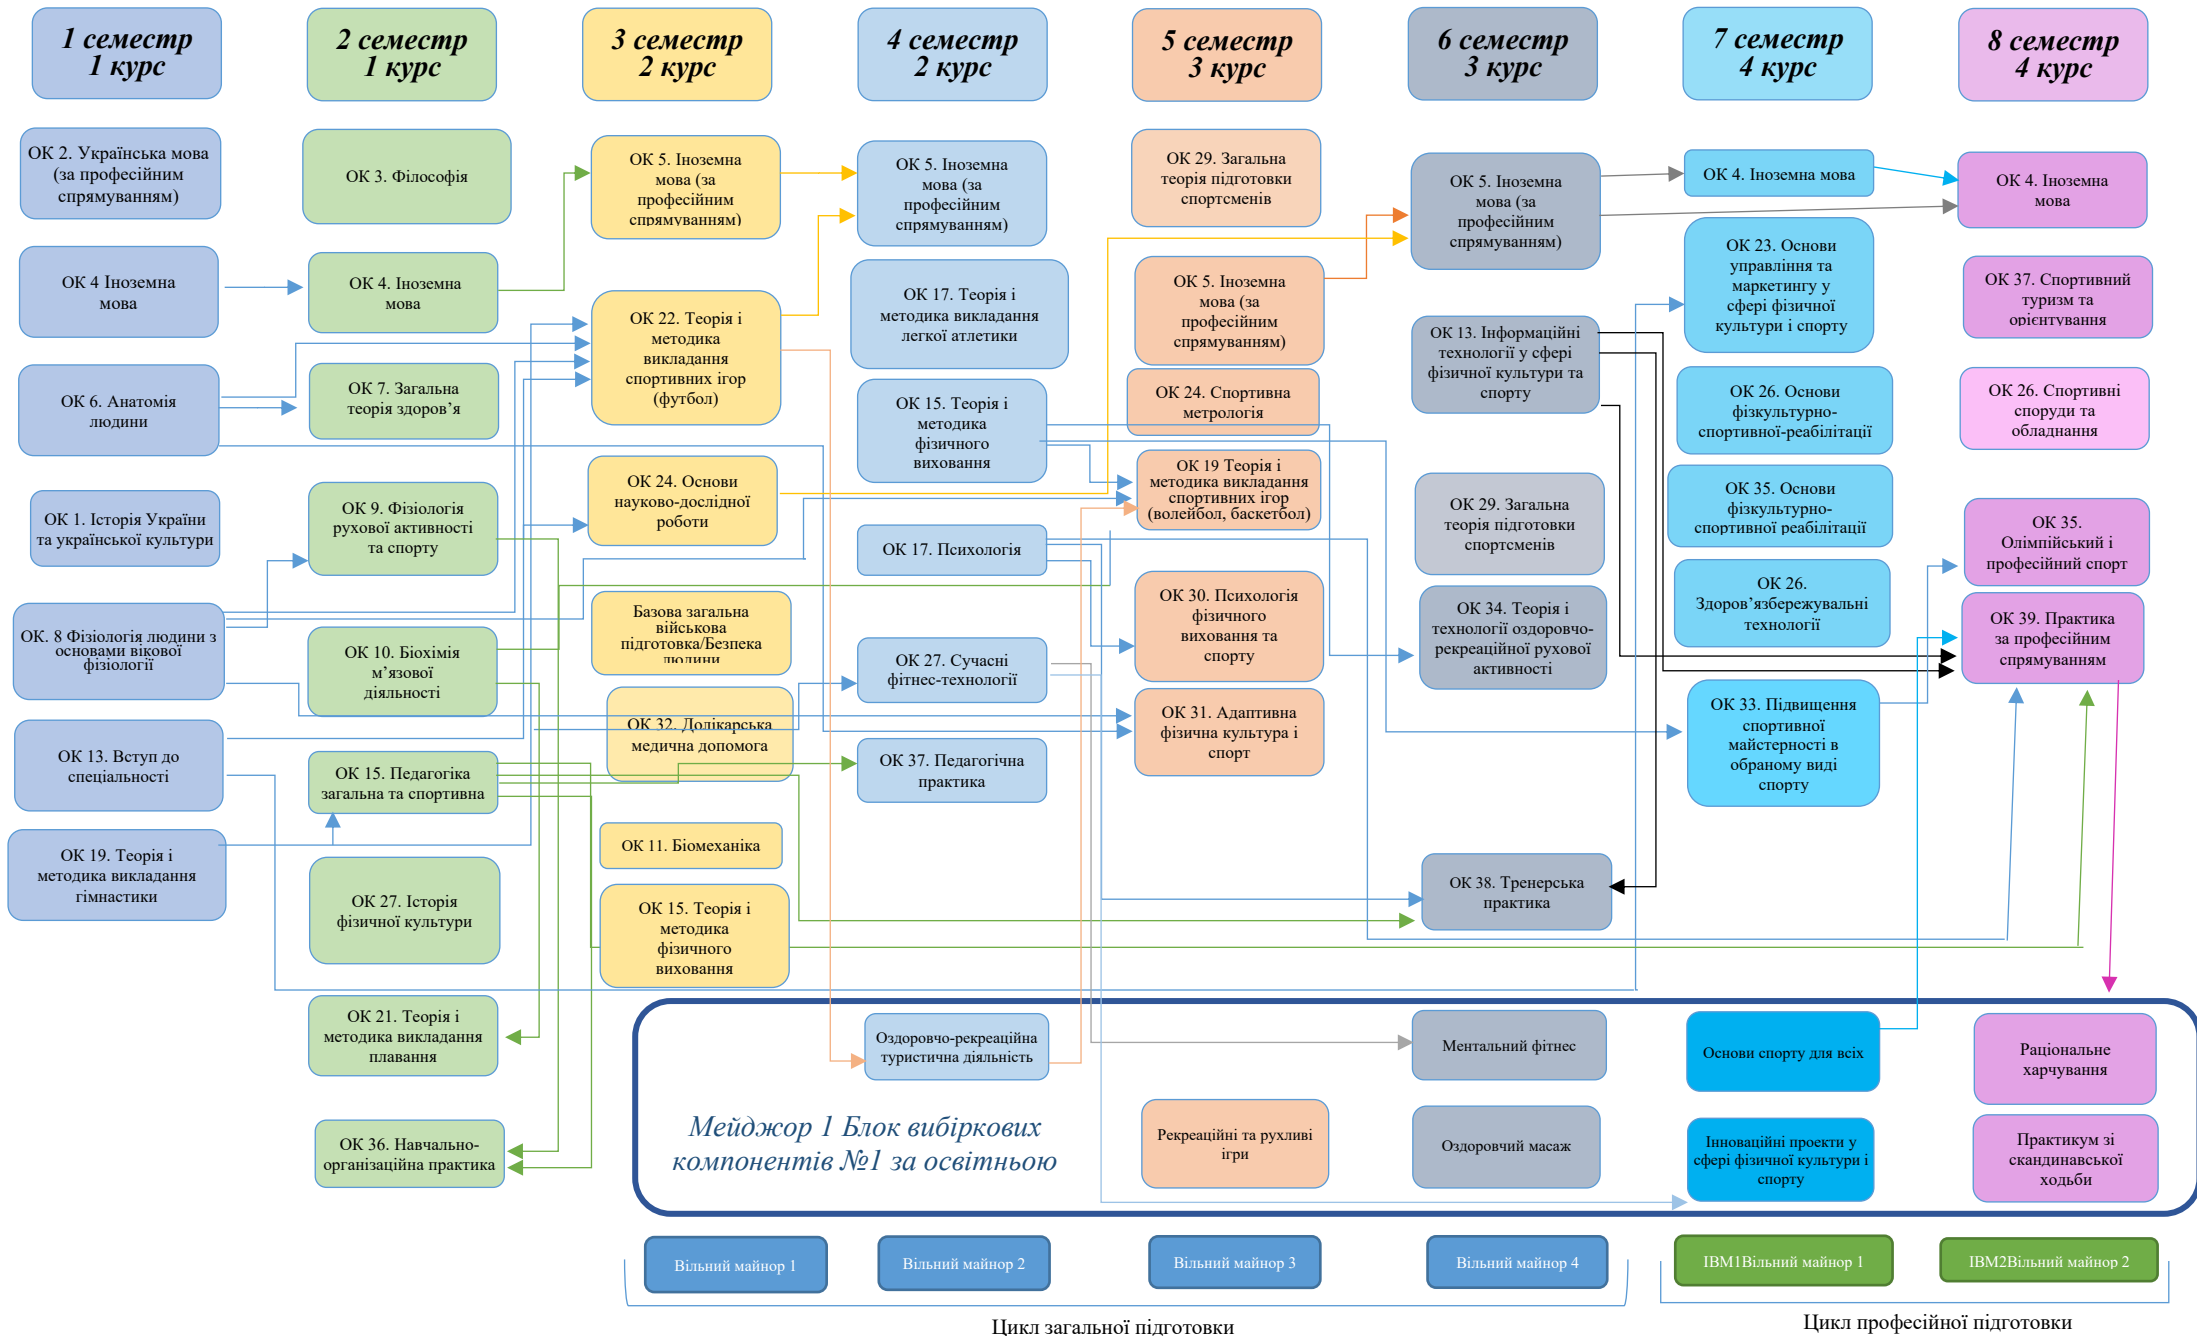 1 семестр
1 курс
2 семестр
1 курс
3 семестр
2 курс
4 семестр
2 курс
5 семестр
3 курс
6 семестр
3 курс
7 семестр
4 курс
8 семестр
4 курс
ОК 2. Українська мова
(за професійним
спрямуванням)
ОК 4 Іноземна
мова
ОК 6. Анатомія
людини
ОК 1. Історія України
та української культури
ОК. 8 Фізіологія людини з
основами вікової
фізіології
ОК 13. Вступ до
спеціальності
ОК 19. Теорія і
методика викладання
гімнастики
ОК 3. Філософія
ОК 4. Іноземна
мова
ОК 7. Загальна
теорія здоров’я
ОК 9. Фізіологія
рухової активності
та спорту
ОК 10. Біохімія
м’язової
діяльності
ОК 15. Педагогіка
загальна та спортивна
ОК 27. Історія
фізичної культури
ОК 21. Теорія і
методика викладання
плавання
ОК 36. Навчально-
організаційна практика
ОК 5. Іноземна
мова (за
професійним
спрямуванням)
ОК 22. Теорія і
методика
викладання
спортивних ігор
(футбол)
ОК 24. Основи
науково-дослідної
роботи
Базова загальна
військова
підготовка/Безпека
людини
ОК 32. Долікарська
медична допомога
ОК 11. Біомеханіка
ОК 15. Теорія і
методика
фізичного
виховання
ОК 5. Іноземна
мова (за
професійним
спрямуванням)
ОК 17. Теорія і
методика викладання
легкої атлетики
ОК 15. Теорія і
методика
фізичного
виховання
ОК 17. Психологія
ОК 27. Сучасні
фітнес-технології
ОК 37. Педагогічна
практика
Оздоровчо-рекреаційна
туристична діяльність
ОК 29. Загальна
теорія підготовки
спортсменів
ОК 5. Іноземна
мова (за
професійним
спрямуванням)
ОК 24. Спортивна
метрологія
ОК 19 Теорія і
методика викладання
спортивних ігор
(волейбол, баскетбол)
ОК 30. Психологія
фізичного
виховання та
спорту
ОК 31. Адаптивна
фізична культура і
спорт
Рекреаційні та рухливі
ігри
ОК 5. Іноземна
мова (за
професійним
спрямуванням)
ОК 13. Інформаційні
технології у сфері
фізичної культури та
спорту
ОК 29. Загальна
теорія підготовки
спортсменів
ОК 34. Теорія і
технології оздоровчо-
рекреаційної рухової
активності
ОК 38. Тренерська
практика
Ментальний фітнес
Оздоровчий масаж
ОК 4. Іноземна мова
ОК 23. Основи
управління та
маркетингу у
сфері фізичної
культури і спорту
ОК 26. Основи
фізкультурно-
спортивної-реабілітації
ОК 35. Основи
фізкультурно-
спортивної реабілітації
ОК 26.
Здоров’язбережувальні
технології
ОК 33. Підвищення
спортивної
майстерності в
обраному виді
спорту
Основи спорту для всіх
Інноваційні проекти у
сфері фізичної культури і
спорту
ОК 4. Іноземна
мова
ОК 37. Спортивний
туризм та
орієнтування
ОК 26. Спортивні
споруди та
обладнання
ОК 35.
Олімпійський і
професійний спорт
ОК 39. Практика
за професійним
спрямуванням
Раціональне
харчування
Практикум зі
скандинавської
ходьби
Мейджор 1 Блок вибіркових
компонентів №1 за освітньою
Вільний майнор 1
Вільний майнор 2
Вільний майнор 3
Вільний майнор 4
ІВМ1Вільний майнор 1
ІВМ2Вільний майнор 2
Цикл загальної підготовки
Цикл професійної підготовки